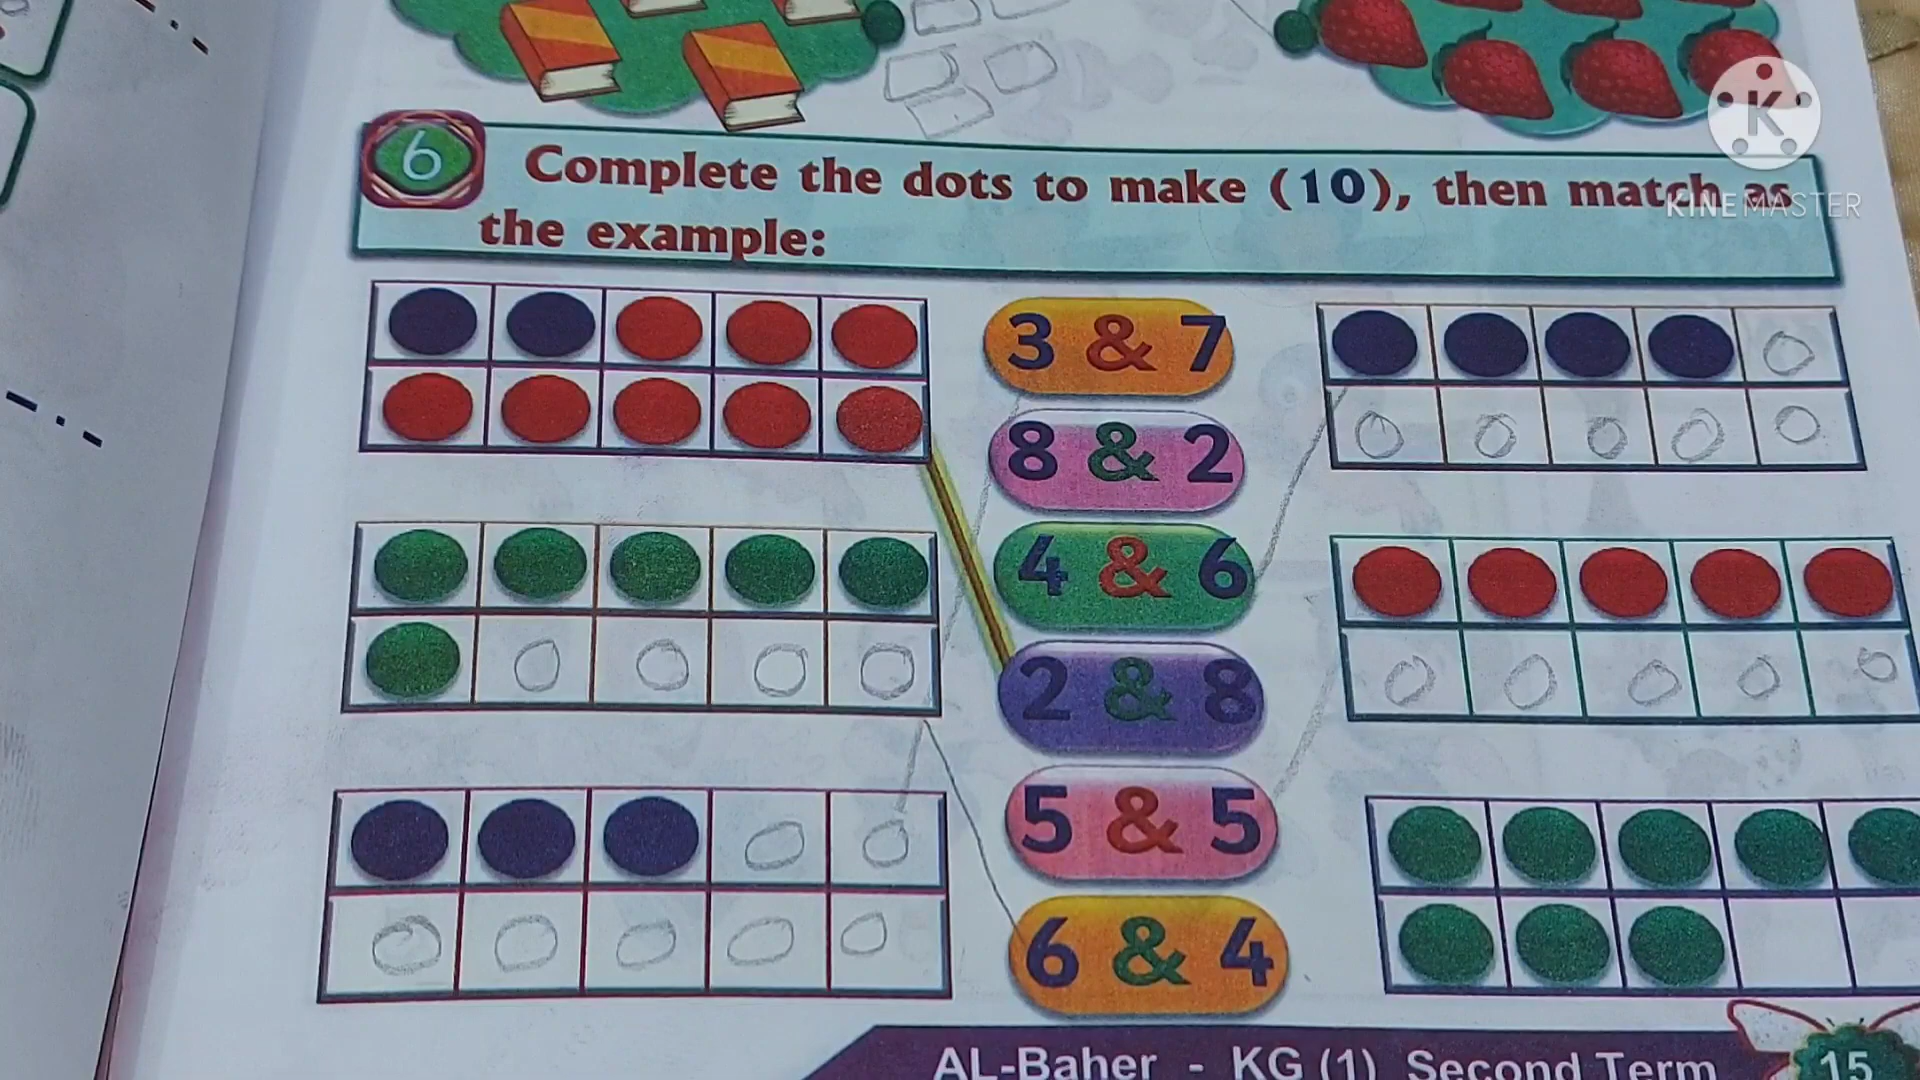 K
KINEMASTER
6
Complete the dots to make (10), then match as
the example:
3 & 7
8 & 2
4 & 6
2 & 8
5 & 5
6 & 4
AL-Baher - KG (1) Second Term
15